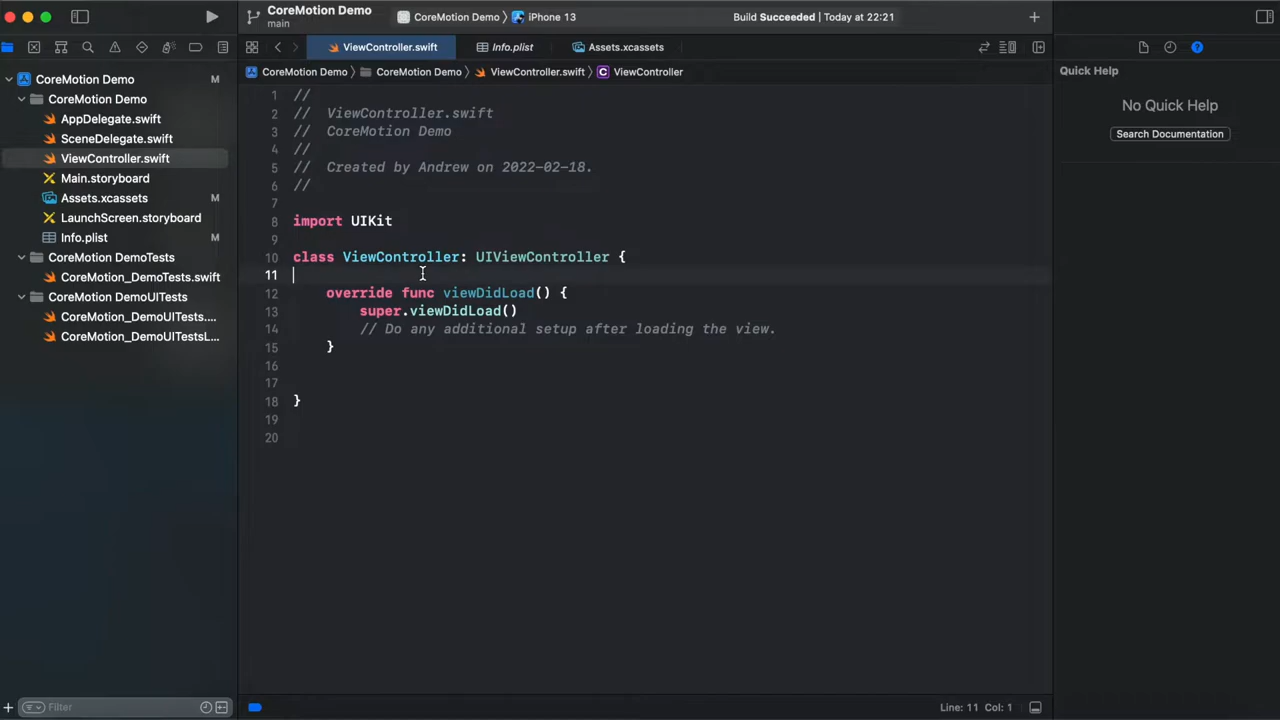 CoreMotion Demo
main
CoreMotion Demo 〉 iPhone 13
Build Succeeded | Today at 22:21
ViewController.swift
Info.plist
Assets.xcassets
CoreMotion Demo 〉 CoreMotion Demo 〉 ViewController.swift 〉 C ViewController
CoreMotion Demo M
CoreMotion Demo
AppDelegate.swift
SceneDelegate.swift
ViewController.swift
Main.storyboard
Assets.xcassets M
LaunchScreen.storyboard
Info.plist M
CoreMotion DemoTests
CoreMotion_DemoTests.swift
CoreMotion DemoUITests
CoreMotion_DemoUITests....
CoreMotion_DemoUITestsL...
Filter
1 //
2 //  ViewController.swift
3 //  CoreMotion Demo
4 //
5 //  Created by Andrew on 2022-02-18.
6 //
7
8 import UIKit
9
10 class ViewController: UIViewController {
11
12     override func viewDidLoad() {
13         super.viewDidLoad()
14         // Do any additional setup after loading the view.
15     }
16
17
18 }
19
20
Line: 11 Col: 1
Quick Help
No Quick Help
Search Documentation